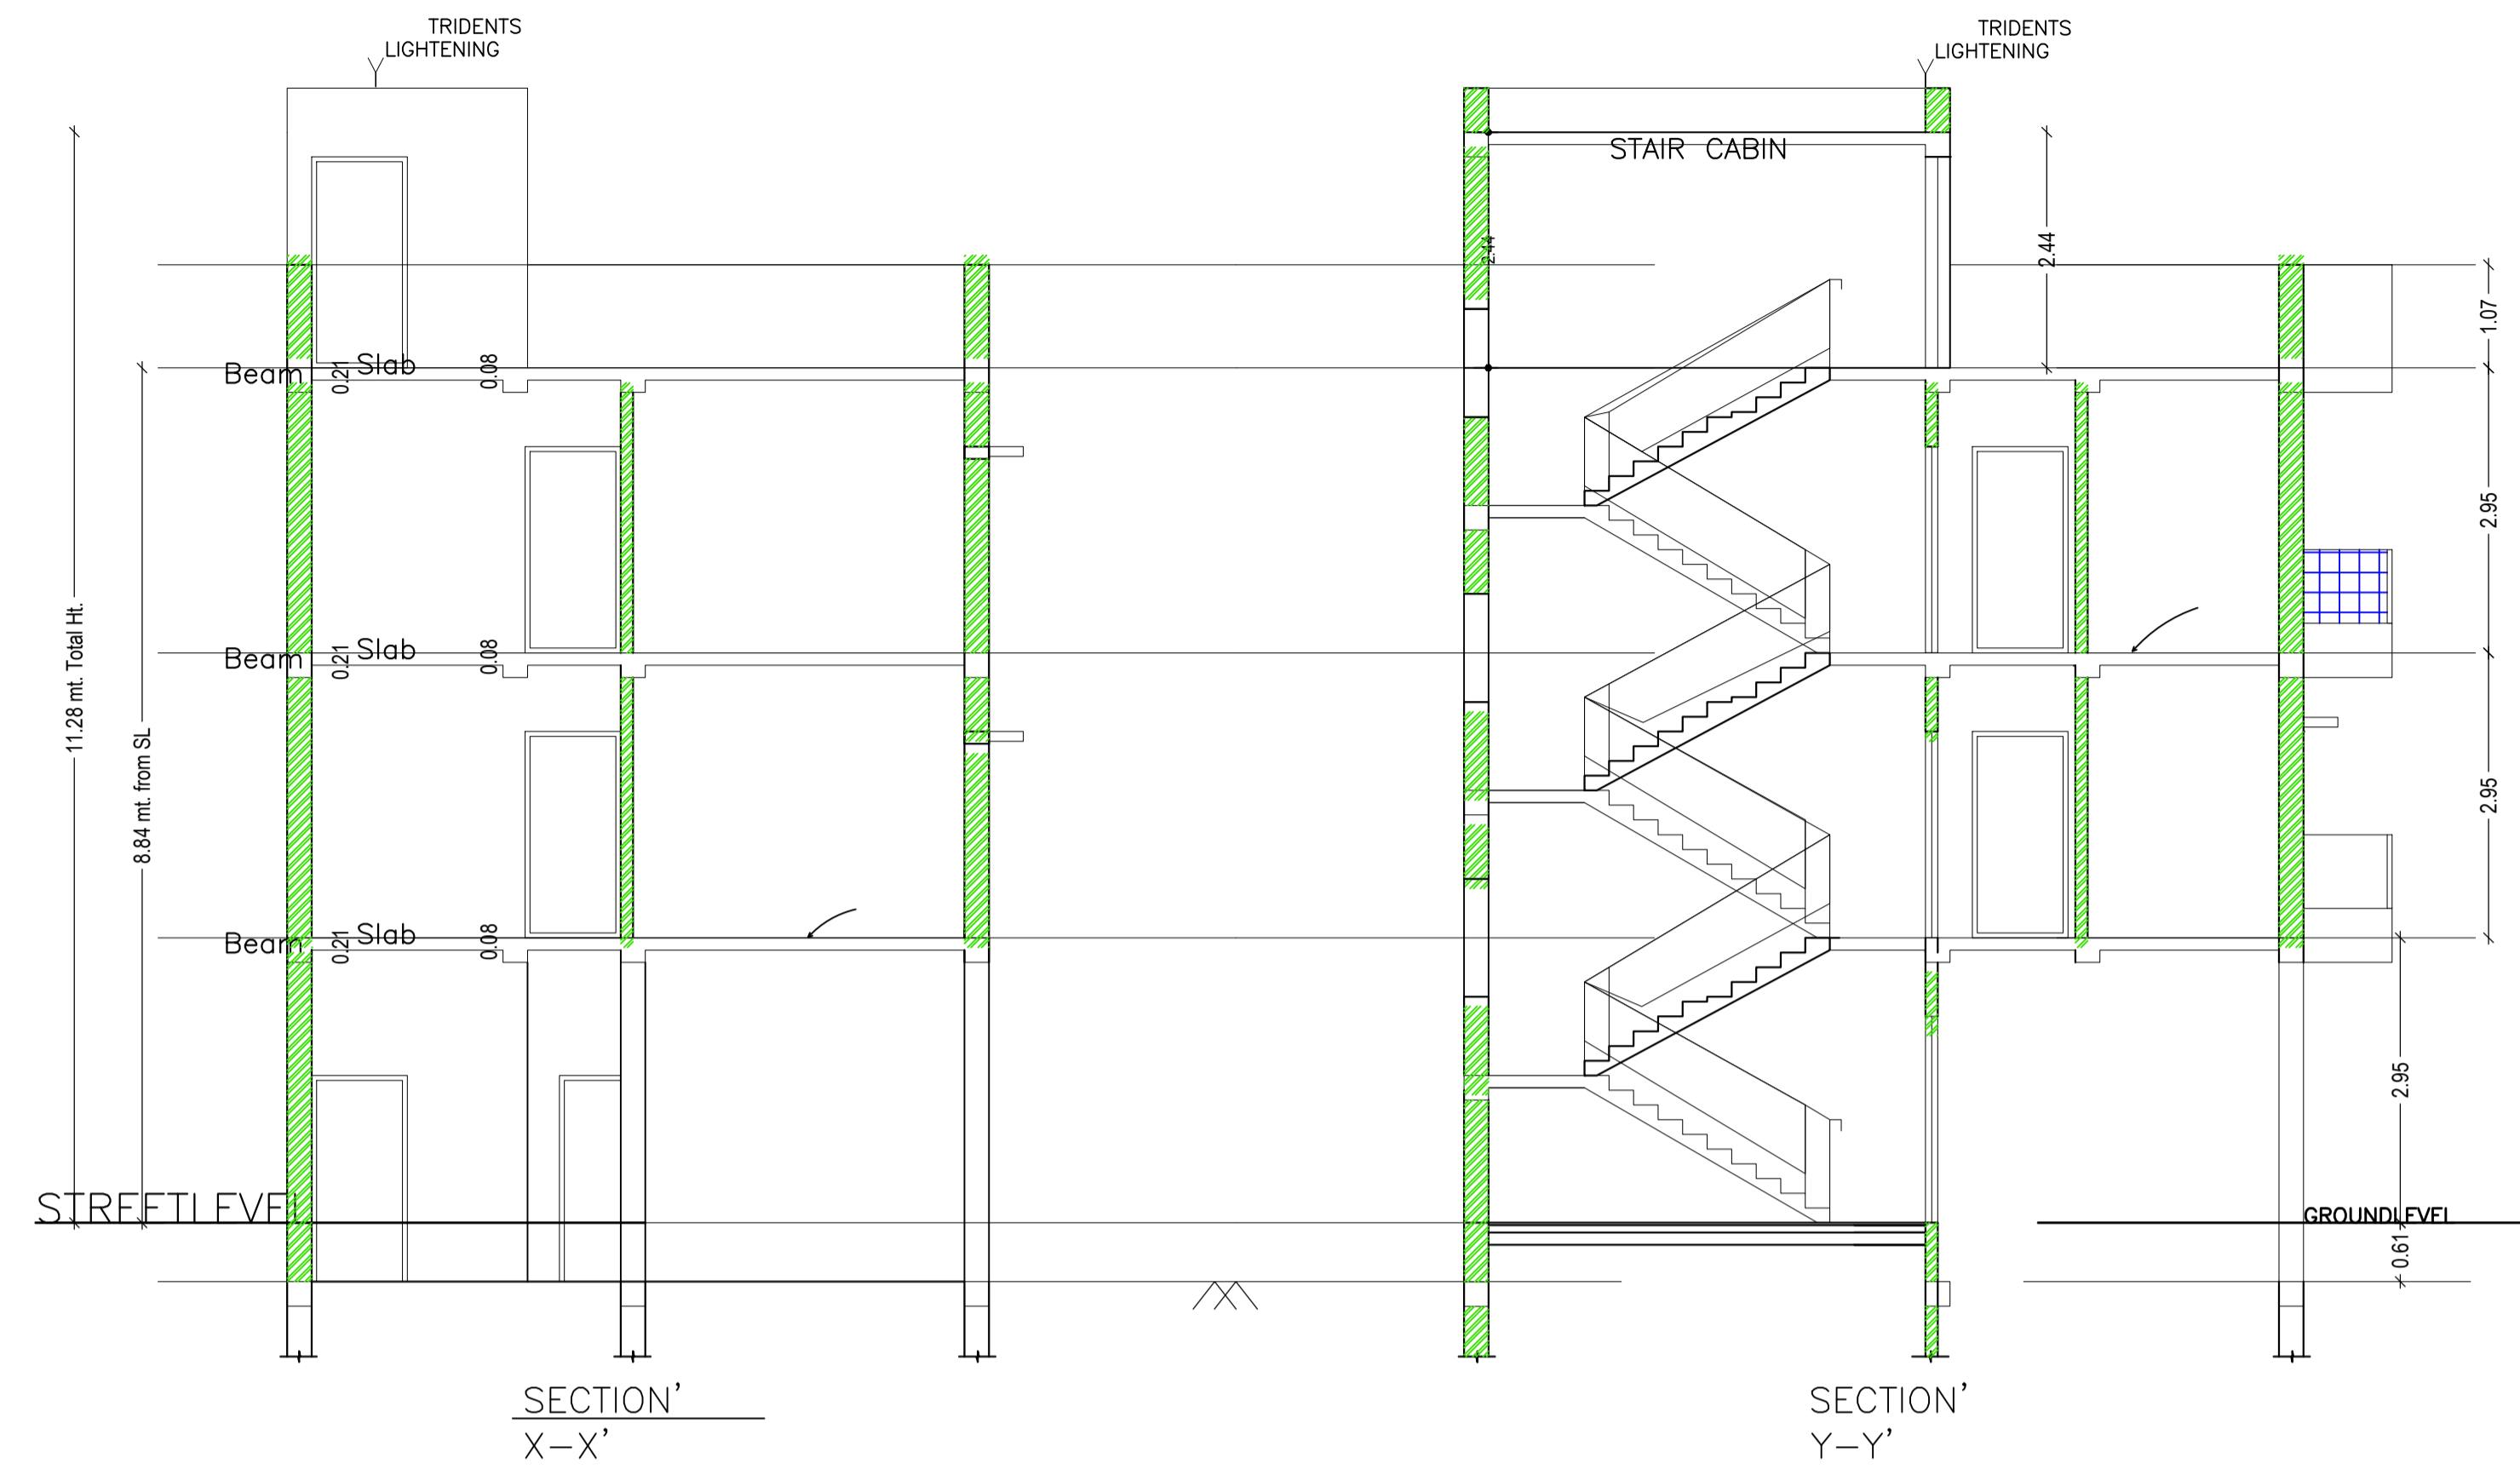 TRIDENTS
LIGHTENING
TRIDENTS
LIGHTENING
STAIR CABIN
2.44
2.44
1.07
Beam
0.21
Slab
0.08
2.95
11.28 mt. Total Ht.
Beam
0.21
Slab
0.08
8.84 mt. from SL
2.95
Beam
0.21
Slab
0.08
2.95
STREETLEVEL
GROUNDLEVEL
0.61
SECTION'
X-X'
SECTION'
Y-Y'